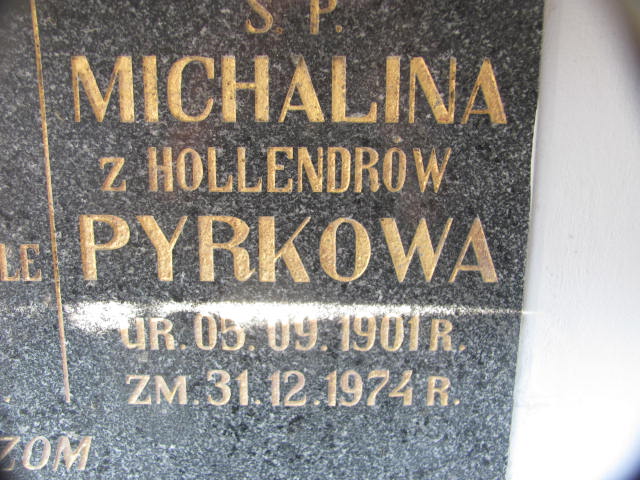 Ś. P.
MICHALINA
z HOLLENDRÓW
PYRKOWA
UR. 05.09.1901 R.
ZM. 31.12.1974 R.